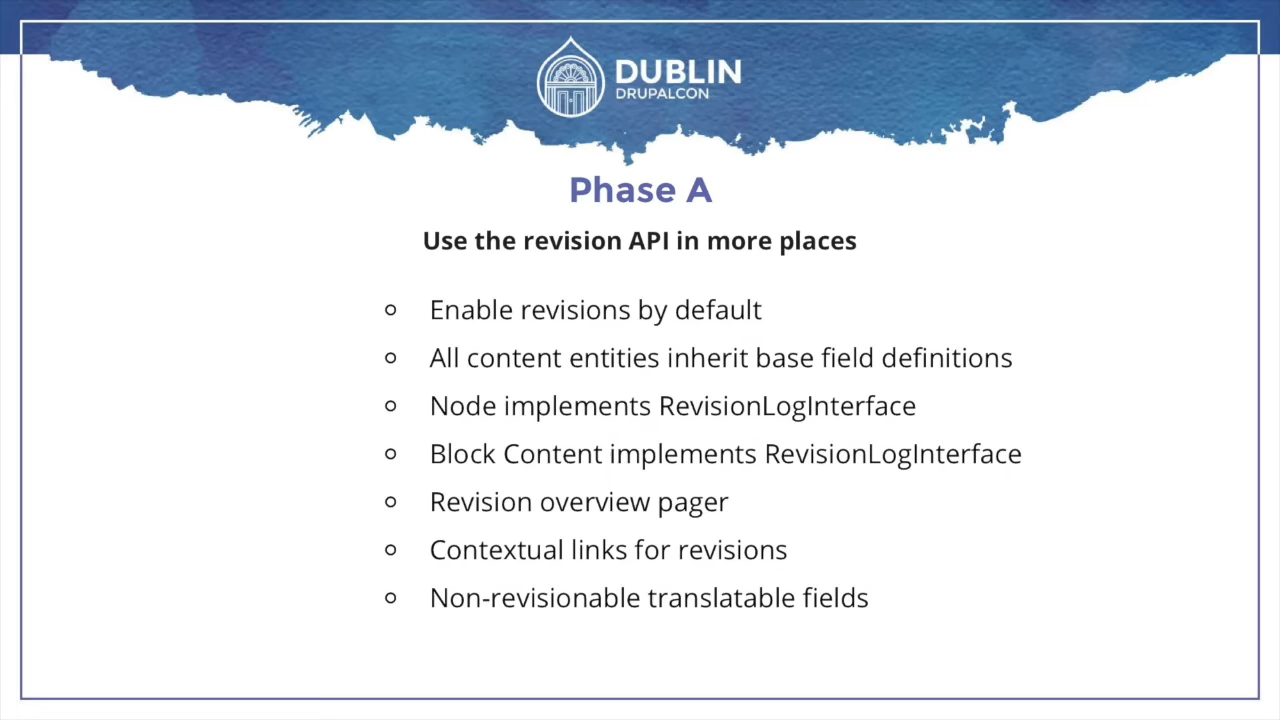 DUBLIN
DRUPALCON
Phase A
Use the revision API in more places
Enable revisions by default
All content entities inherit base field definitions
Node implements RevisionLogInterface
Block Content implements RevisionLogInterface
Revision overview pager
Contextual links for revisions
Non-revisionable translatable fields